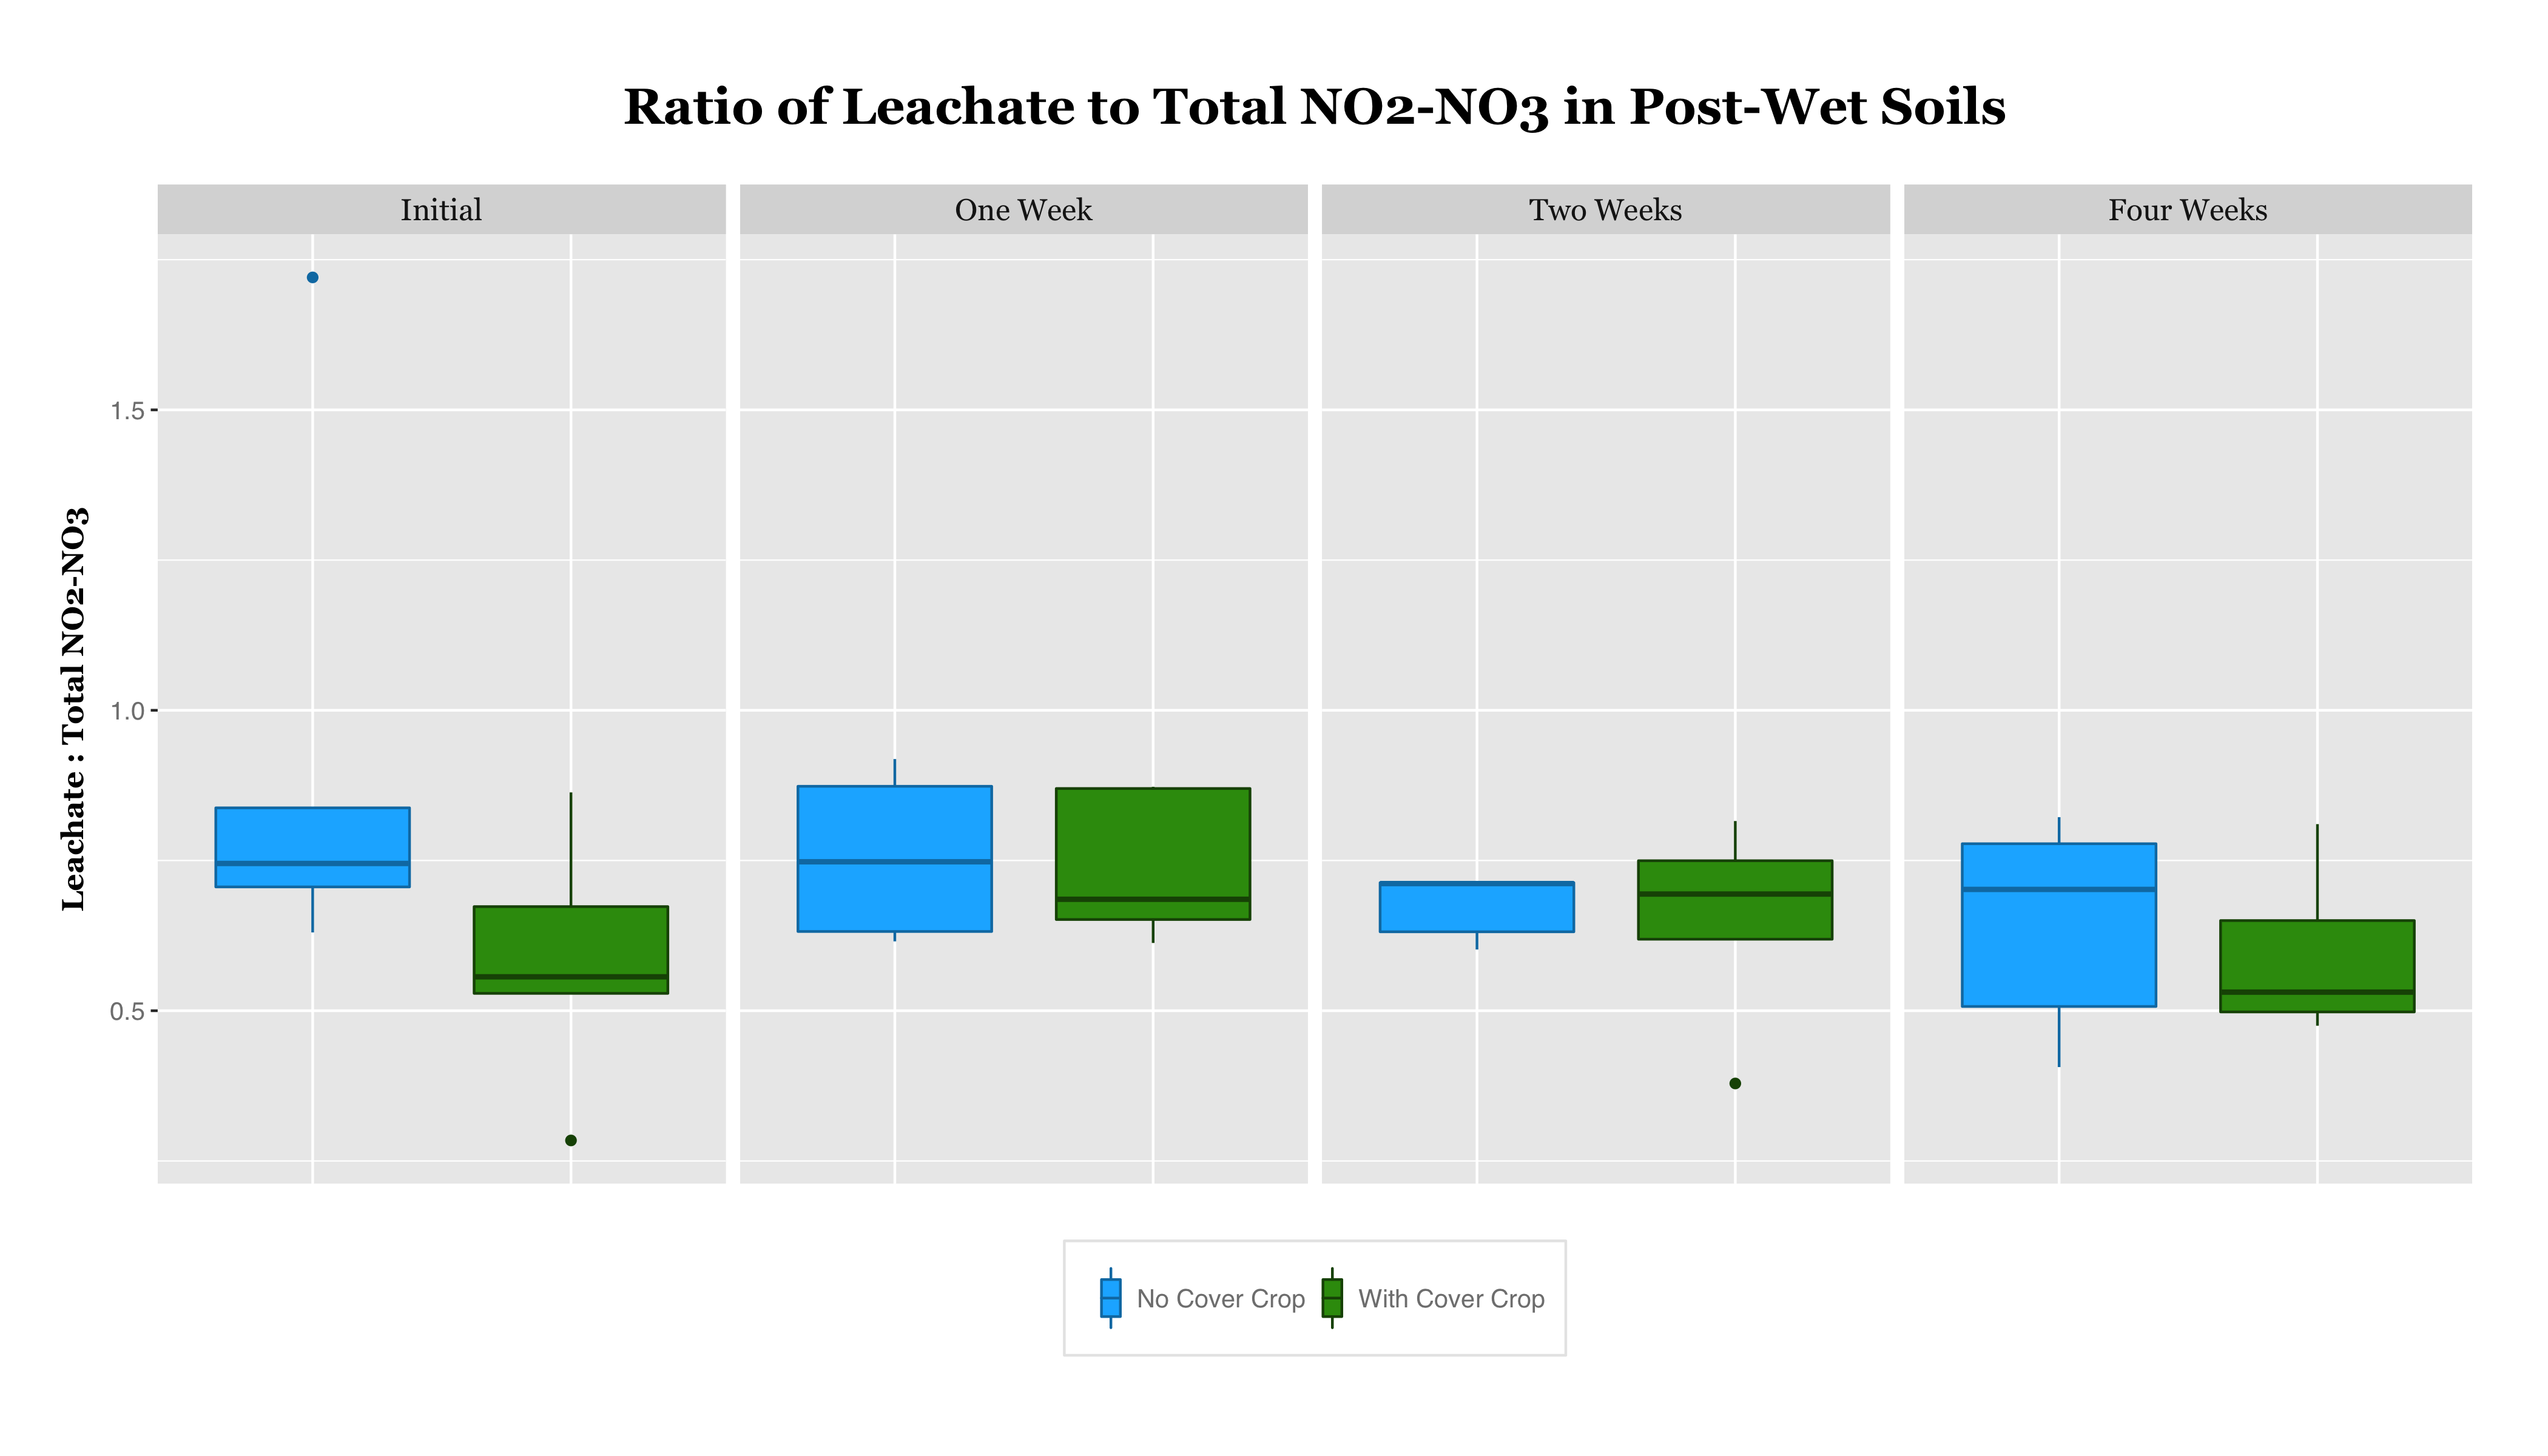 Ratio of Leachate to Total NO2-NO3 in Post-Wet Soils
Initial
One Week
Two Weeks
Four Weeks
Leachate : Total NO2-NO3
1.5
1.0
0.5
No Cover Crop
With Cover Crop